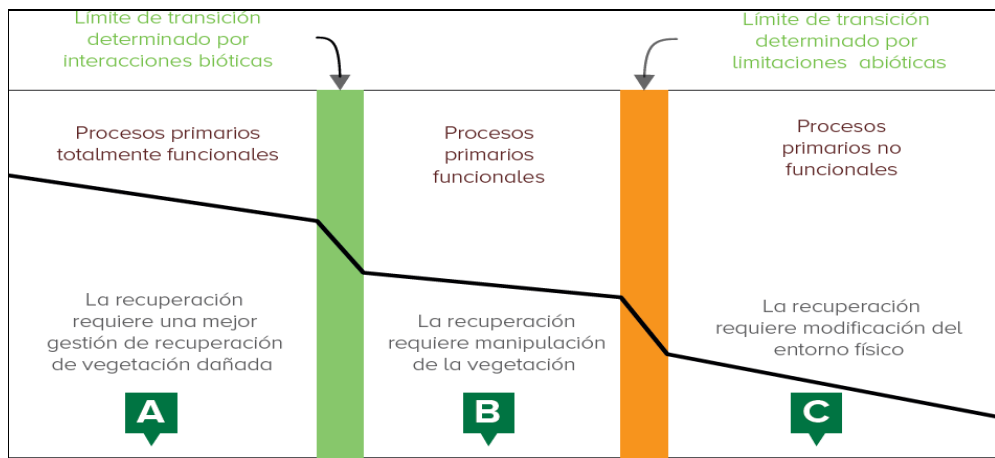 Límite de transición
determinado por
interacciones bióticas
Límite de transición
determinado por
limitaciones abióticas
Procesos primarios
totalmente funcionales
Procesos
primarios
funcionales
Procesos
primarios no
funcionales
La recuperación
requiere una mejor
gestión de recuperación
de vegetación dañada
La recuperación
requiere manipulación
de la vegetación
La recuperación
requiere modificación del
entorno físico
A
B
C